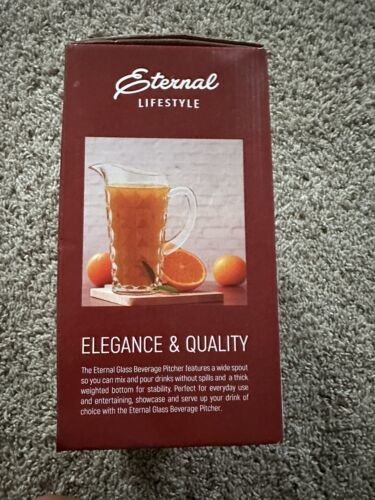 Eternal
LIFESTYLE
ELEGANCE & QUALITY
The Eternal Glass Beverage Pitcher features a wide spout
so you can mix and pour drinks without spills and a thick
weighted bottom for stability. Perfect for everyday use
and entertaining, showcase and serve up your drink of
choice with the Eternal Glass Beverage Pitcher.